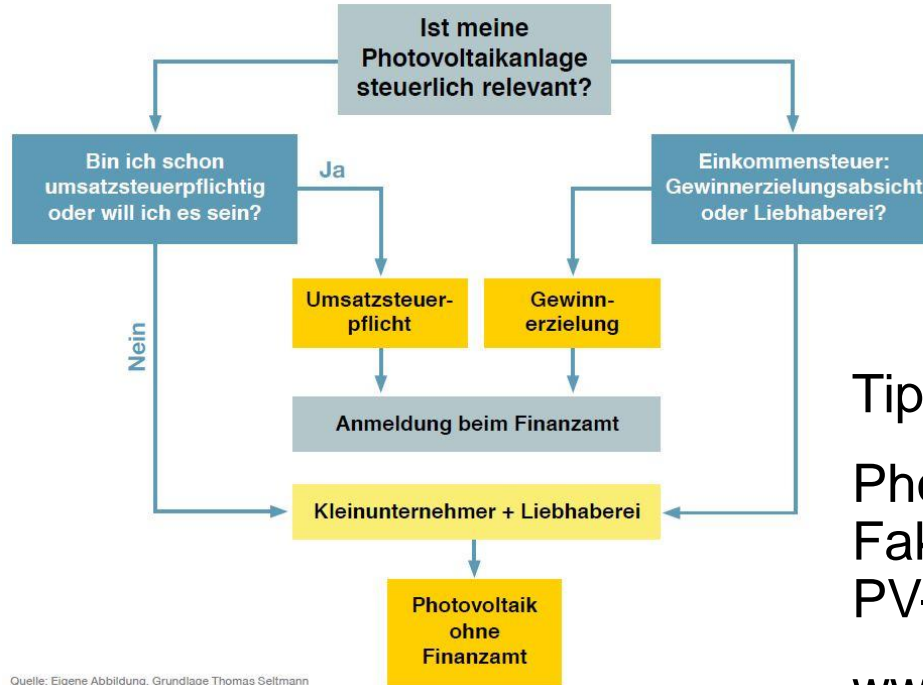 Ist meine
Photovoltaikanlage
steuerlich relevant?
Bin ich schon
umsatzsteuerpflichtig
oder will ich es sein?
Ja
Einkommensteuer:
Gewinnerzielungsabsicht
oder Liebhaberei?
Umsatzsteuer-
pflicht
Gewinn-
erzielung
Nein
Anmeldung beim Finanzamt
Kleinunternehmer + Liebhaberei
Photovoltaik
ohne
Finanzamt
Quelle: Eigene Abbildung, Grundlage Thomas Seltmann
Tip
PV-